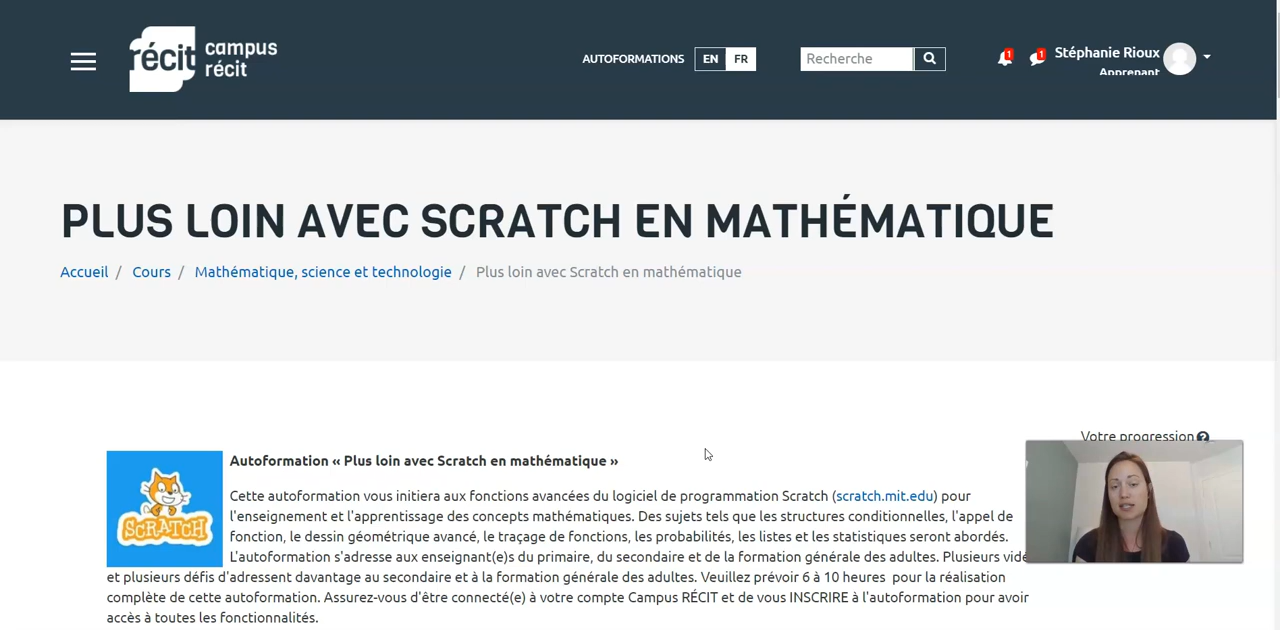 récit campus récit
AUTOFORMATIONS EN FR
Recherche
1 1
Stéphanie Rioux
Apprenant
PLUS LOIN AVEC SCRATCH EN MATHÉMATIQUE
Accueil / Cours / Mathématique, science et technologie / Plus loin avec Scratch en mathématique
Votre progression ?
SCRATCH
Autoformation « Plus loin avec Scratch en mathématique »
Cette autoformation vous initiera aux fonctions avancées du logiciel de programmation Scratch (scratch.mit.edu) pour
l'enseignement et l'apprentissage des concepts mathématiques. Des sujets tels que les structures conditionnelles, l'appel de
fonction, le dessin géométrique avancé, le traçage de fonctions, les probabilités, les listes et les statistiques seront abordés.
L'autoformation s'adresse aux enseignant(e)s du primaire, du secondaire et de la formation générale des adultes. Plusieurs
et plusieurs défis d'adressent davantage au secondaire et à la formation générale des adultes. Veuillez prévoir 6 à 10 heures pour la réalisation
complète de cette autoformation. Assurez-vous d'être connecté(e) à votre compte Campus RÉCIT et de vous INSCRIRE à l'autoformation pour avoir
accès à toutes les fonctionnalités.